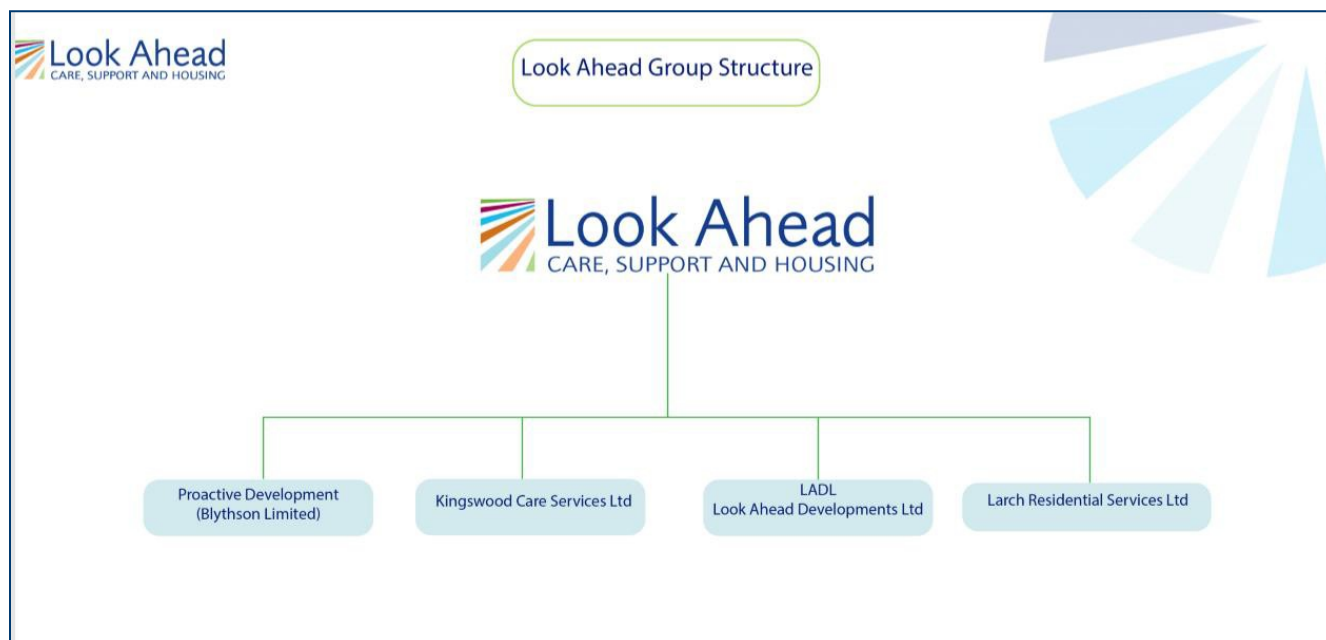 Look Ahead
CARE, SUPPORT AND HOUSING
Look Ahead Group Structure
Look Ahead
CARE, SUPPORT AND HOUSING
Proactive Development
(Blythson Limited)
Kingswood Care Services Ltd
LADL
Look Ahead Developments Ltd
Larch Residential Services Ltd